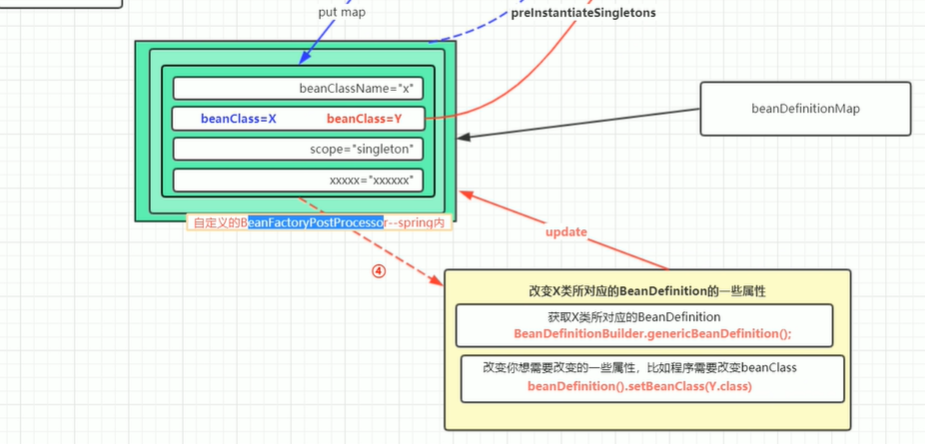 put map
preInstantiateSingletons
beanClassName="x"
beanClass=X beanClass=Y
beanDefinitionMap
scope="singleton"
xxxxx="xxxxxx"
自定义的BeanFactoryPostProcessor--spring内
update
④
改变X类所对应的BeanDefinition的一些属性
获取X类所对应的BeanDefinition
BeanDefinitionBuilder.genericBeanDefinition();
改变你想需要改变的一些属性，比如程序需要改变beanClass
beanDefinition().setBeanClass(Y.class)